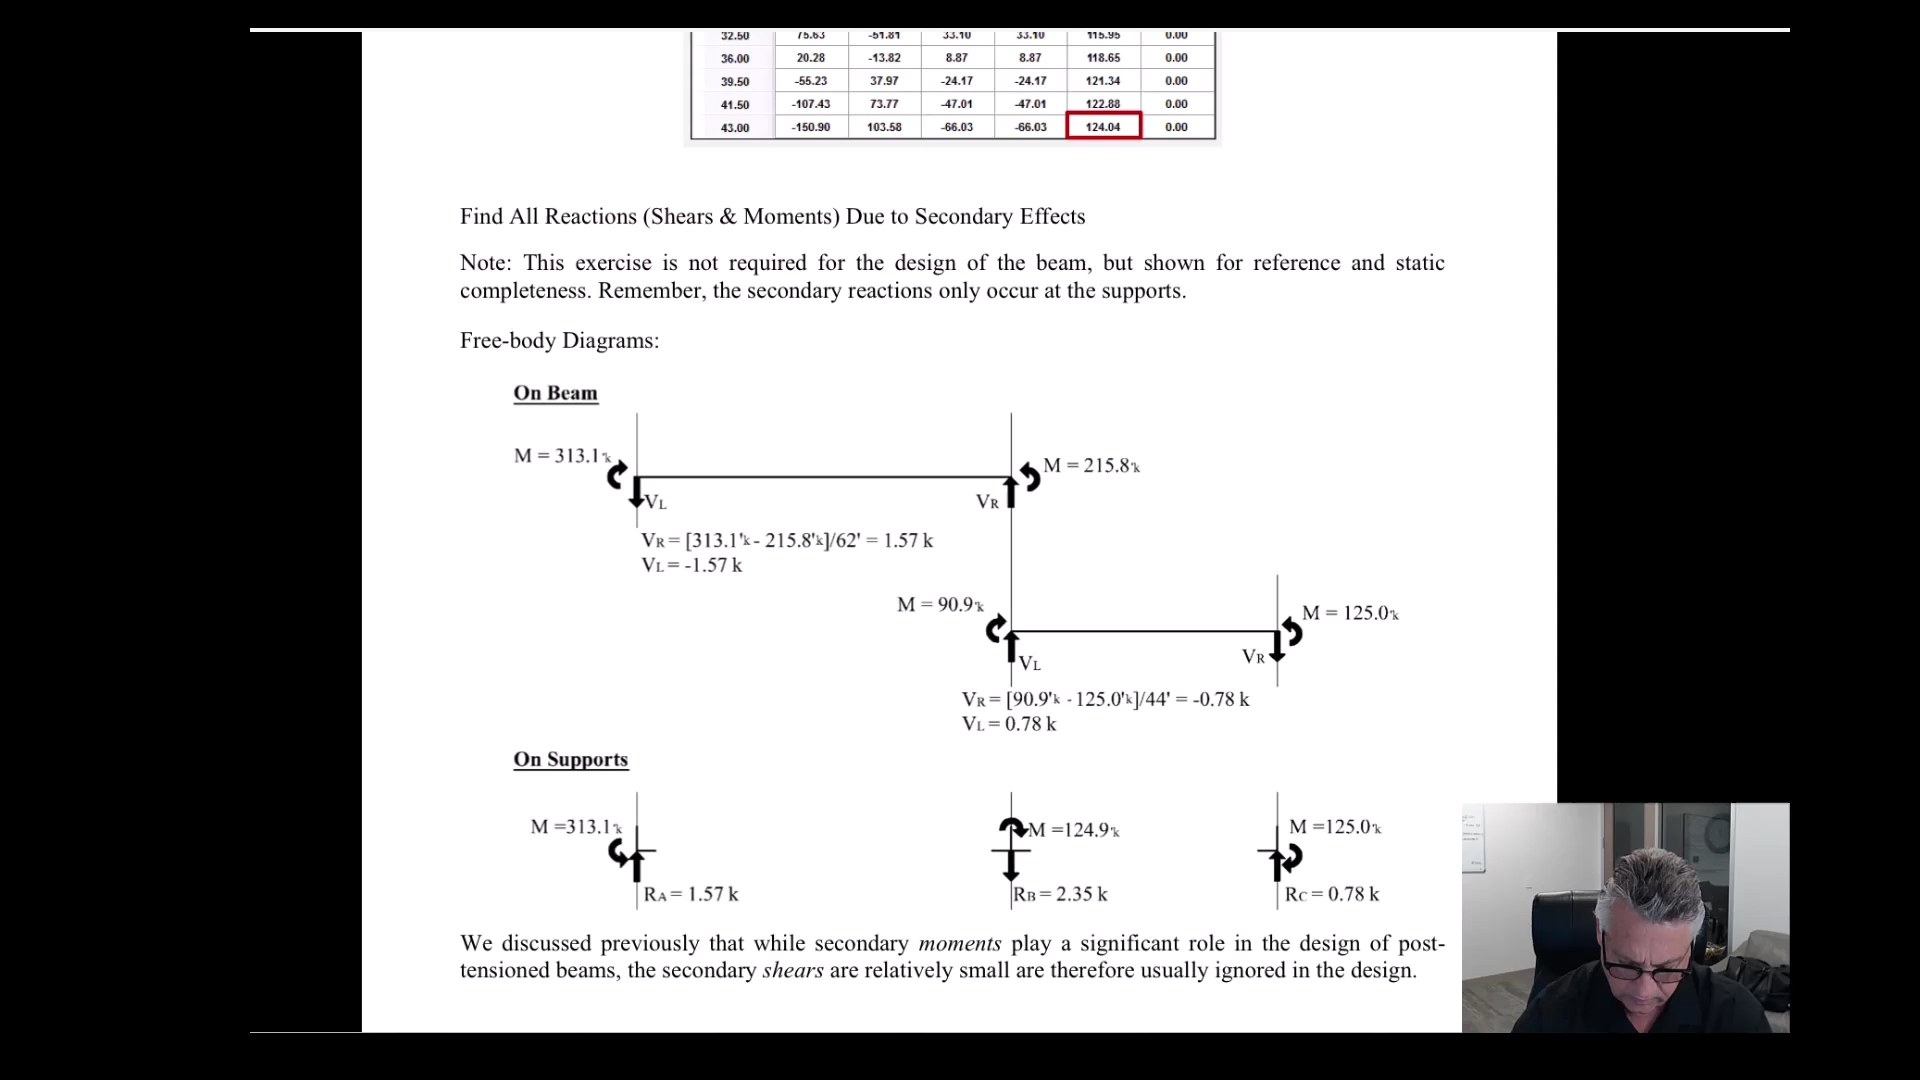 32.50 75.63 -51.81 33.10 33.10 115.95 0.00
36.00 20.28 -13.82 8.87 8.87 118.65 0.00
39.50 -55.23 37.97 -24.17 -24.17 121.34 0.00
41.50 -107.43 73.77 -47.01 -47.01 122.88 0.00
43.00 -150.90 103.58 -66.03 -66.03 124.04 0.00
Find All Reactions (Shears & Moments) Due to Secondary Effects
Note: This exercise is not required for the design of the beam, but shown for reference and static
completeness. Remember, the secondary reactions only occur at the supports.
Free-body Diagrams:
On Beam
M = 313.1'k
M = 215.8'k
VL
VR
VR = [313.1'k - 215.8'k]/62' = 1.57 k
VL = -1.57 k
M = 90.9'k
M = 125.0'k
VL
VR
VR = [90.9'k - 125.0'k]/44' = -0.78 k
VL = 0.78 k
On Supports
M =313.1'k
M =124.9'k
M =125.0'k
RA = 1.57 k
RB = 2.35 k
RC = 0.78 k
We discussed previously that while secondary moments play a significant role in the design of post-
tensioned beams, the secondary shears are relatively small are therefore usually ignored in the design.